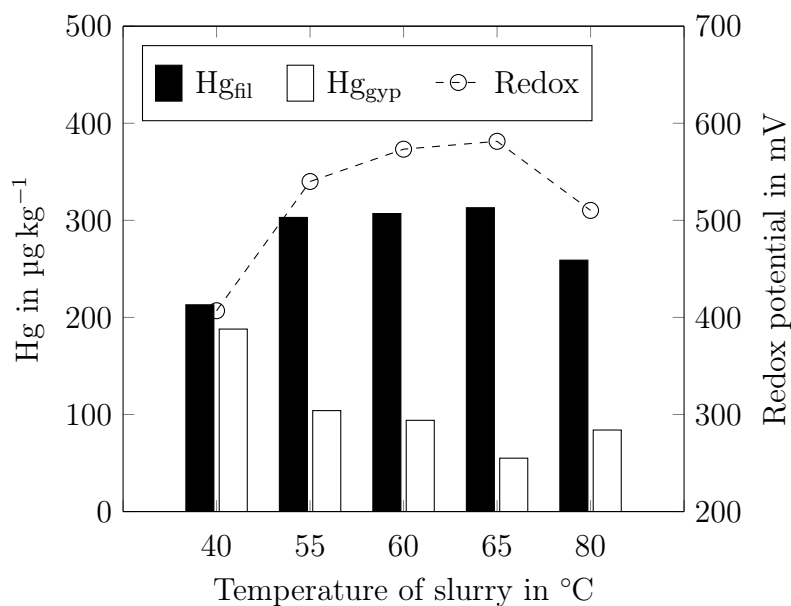 500
400
300
200
100
0
Hg in µg kg⁻¹
Hg_fil Hg_gyp Redox
700
600
500
400
300
200
Redox potential in mV
40 55 60 65 80
Temperature of slurry in °C